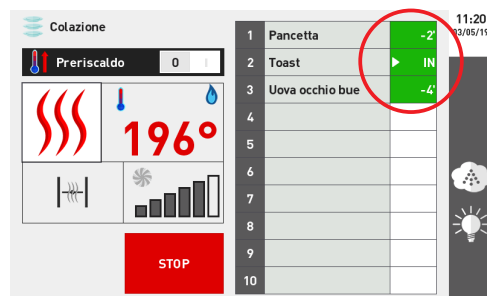 Colazione
11:20
03/05/19
Preriscaldo 0 I
196°
STOP
1 Pancetta -2'
2 Toast IN
3 Uova occhio bue -4'
4
5
6
7
8
9
10